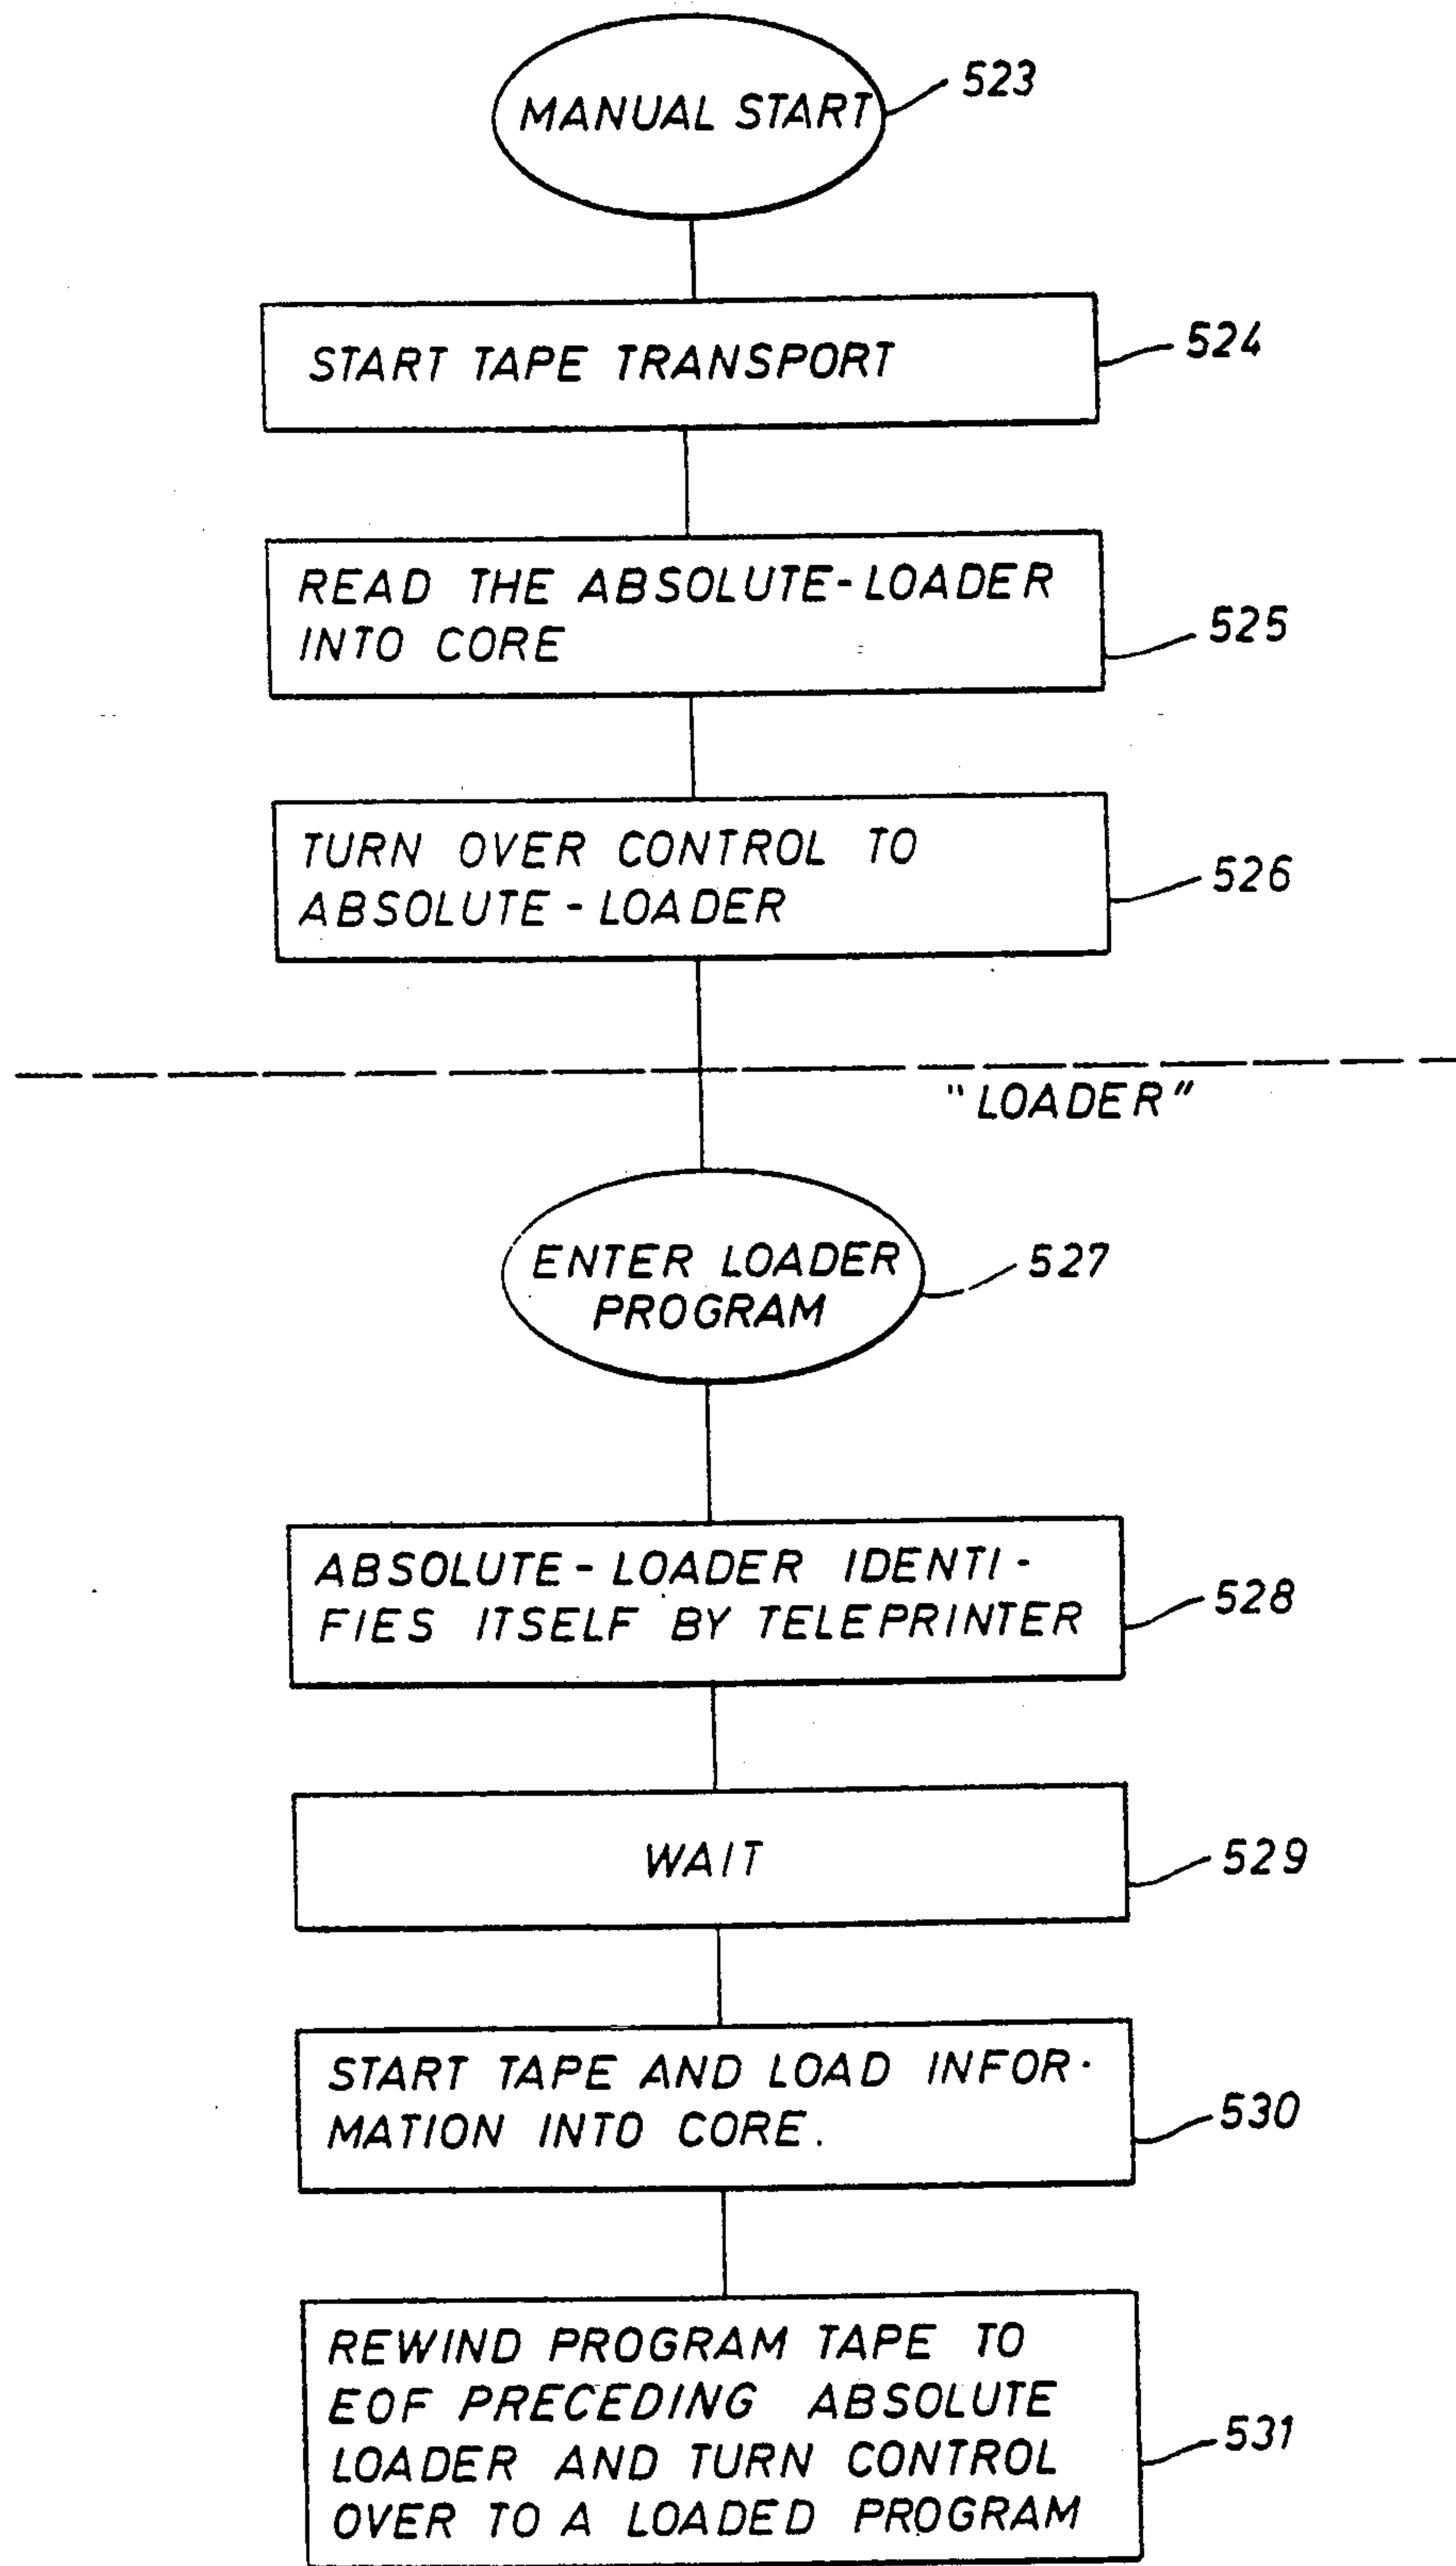 MANUAL START
523
START TAPE TRANSPORT
524
READ THE ABSOLUTE-LOADER
INTO CORE
525
TURN OVER CONTROL TO
ABSOLUTE-LOADER
526
"LOADER"
ENTER LOADER
PROGRAM
527
ABSOLUTE-LOADER IDENTI-
FIES ITSELF BY TELEPRINTER
528
WAIT
529
START TAPE AND LOAD INFOR-
MATION INTO CORE.
530
REWIND PROGRAM TAPE TO
EOF PRECEDING ABSOLUTE
LOADER AND TURN CONTROL
OVER TO A LOADED PROGRAM
531